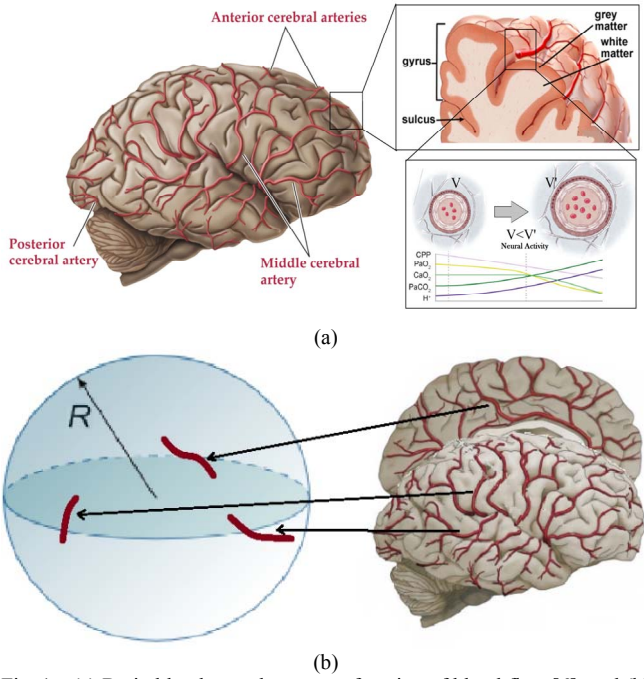 Anterior cerebral arteries
Posterior
cerebral artery
Middle cerebral
artery
grey
matter
white
matter
gyrus
sulcus
V
V'
V<V'
Neural Activity
CPP
PaO2
CaO2
PaCO2
H+
(a)
R
(b)